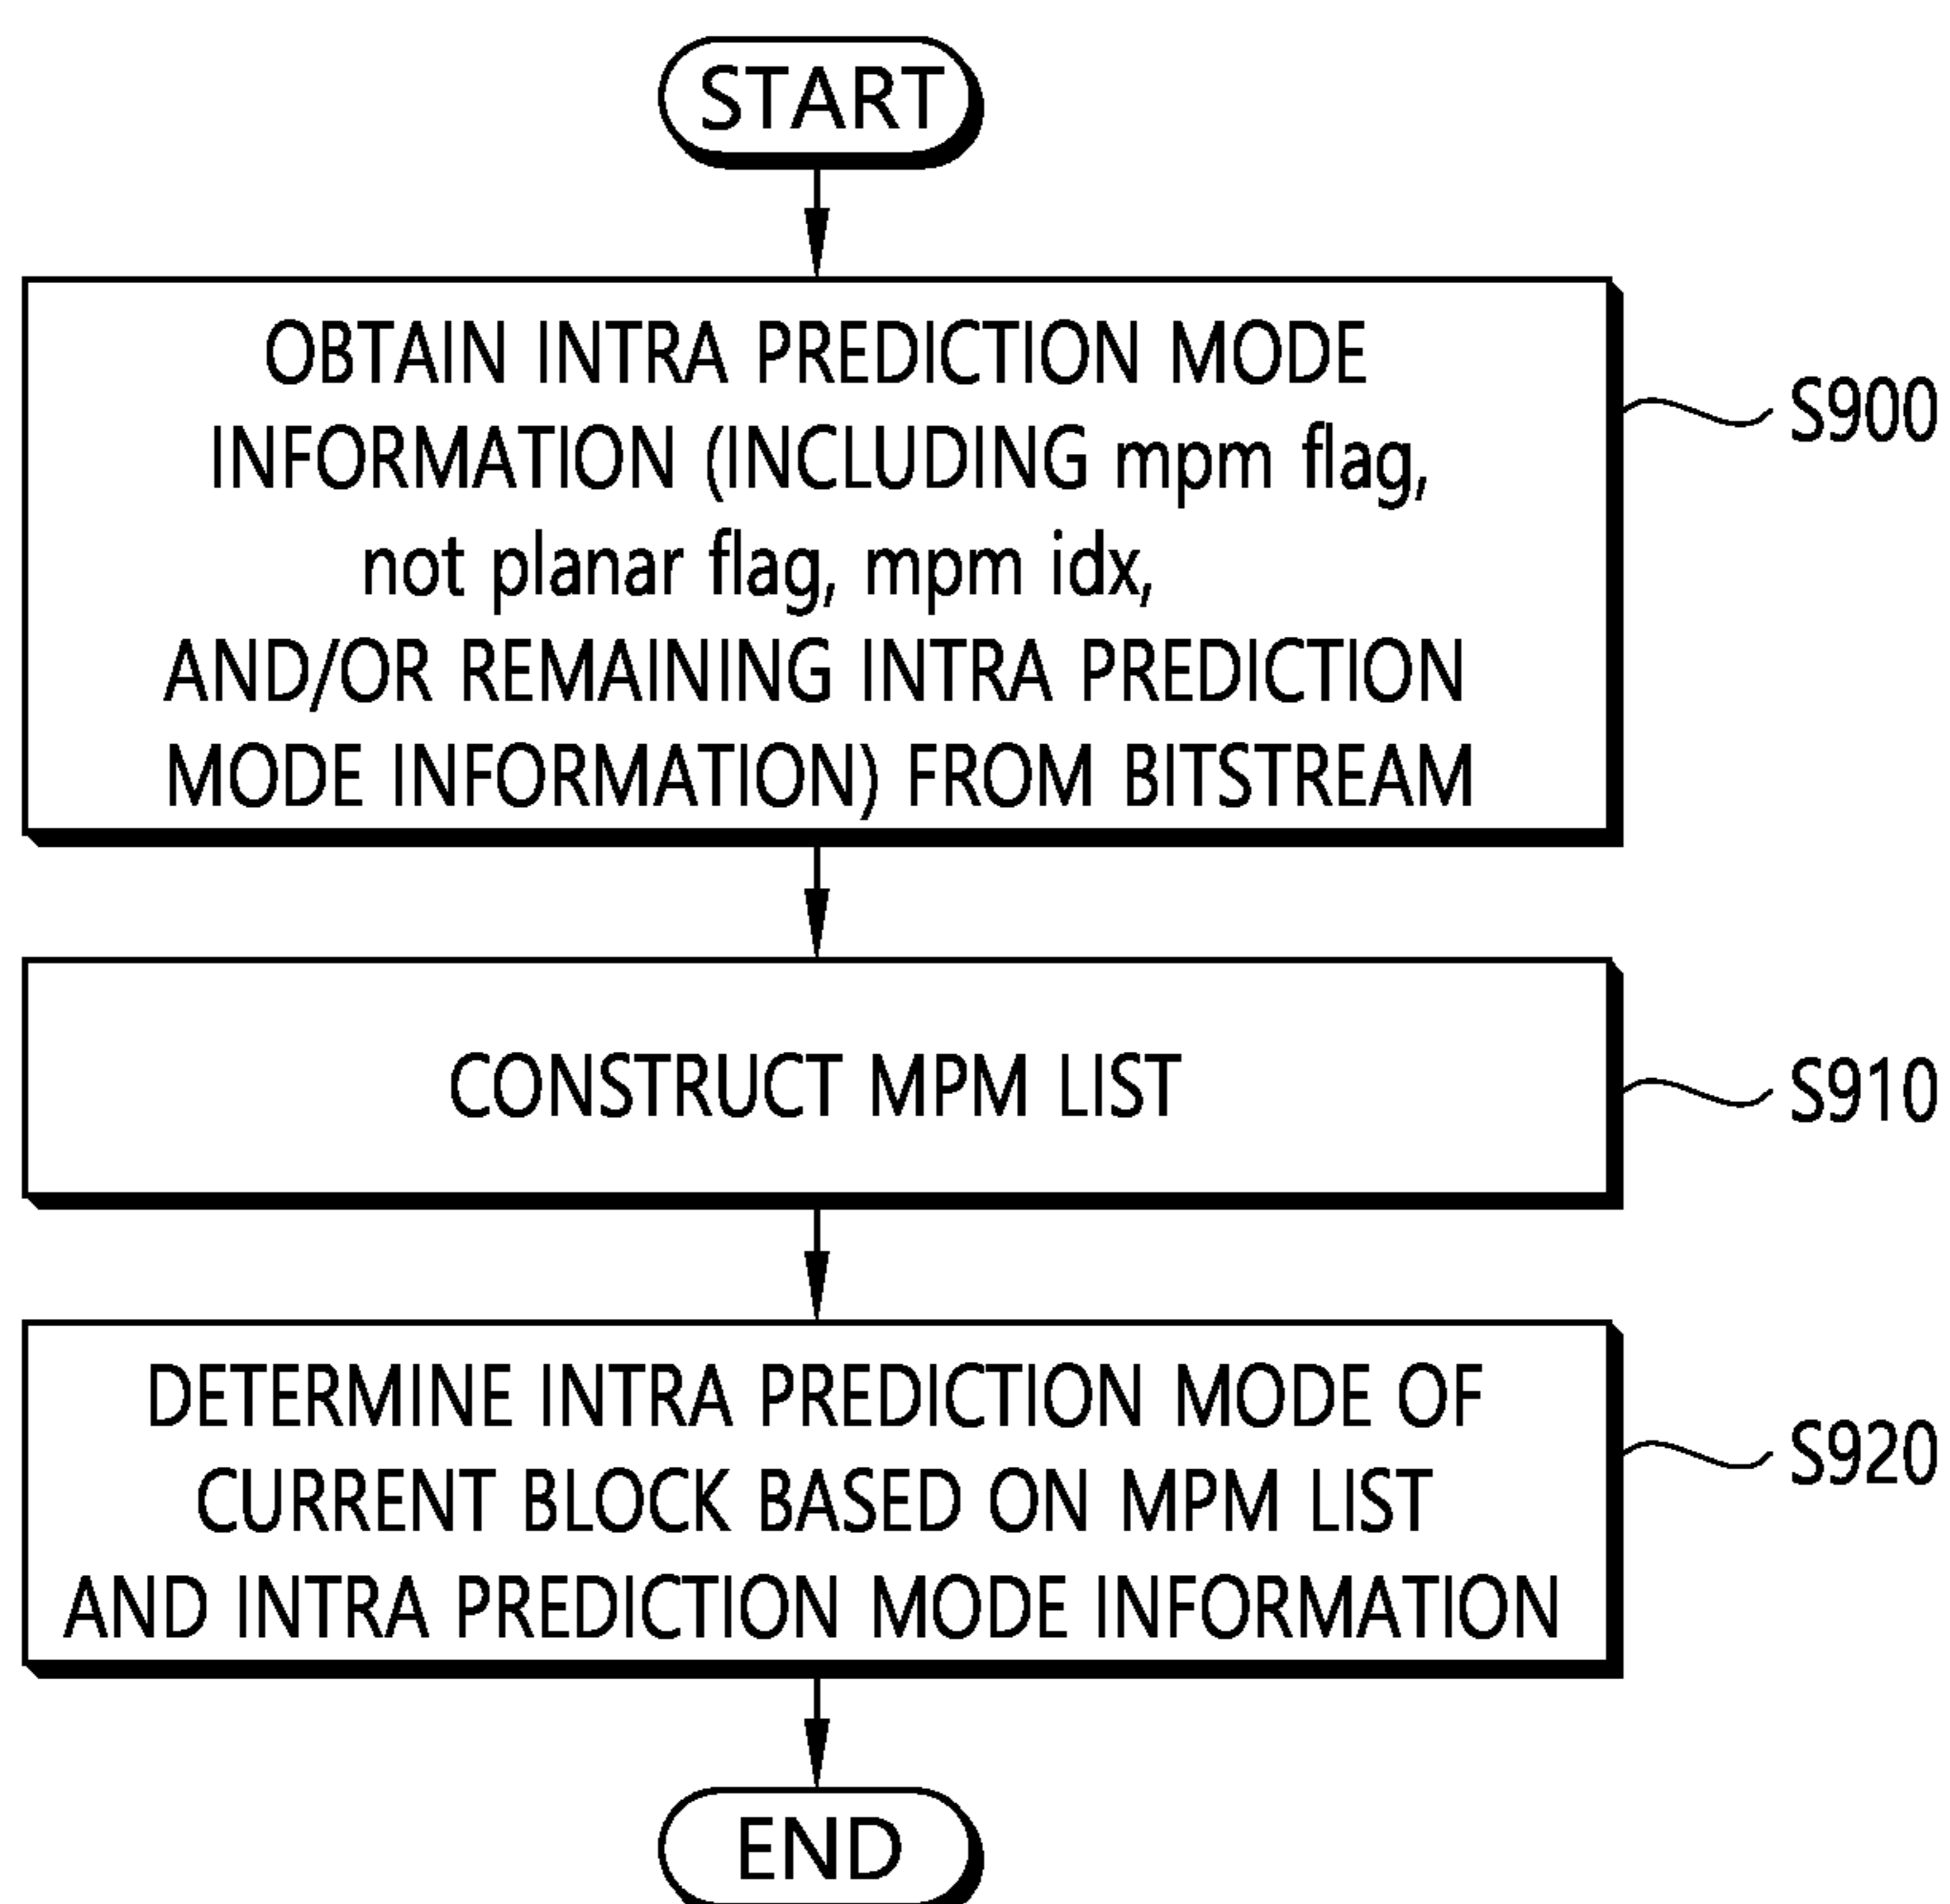 START
OBTAIN INTRA PREDICTION MODE
INFORMATION (INCLUDING mpm flag,
not planar flag, mpm idx,
AND/OR REMAINING INTRA PREDICTION
MODE INFORMATION) FROM BITSTREAM
S900
CONSTRUCT MPM LIST
S910
DETERMINE INTRA PREDICTION MODE OF
CURRENT BLOCK BASED ON MPM LIST
AND INTRA PREDICTION MODE INFORMATION
S920
END